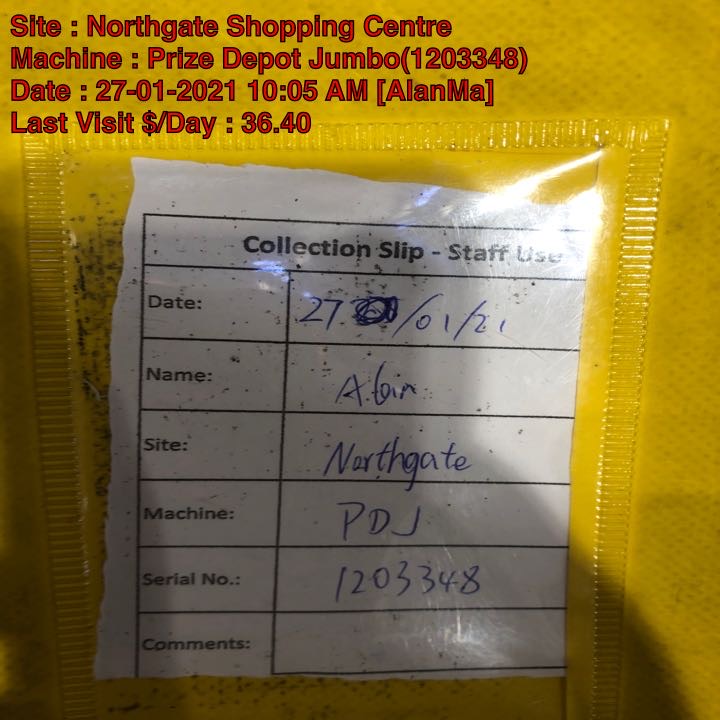 Site : Northgate Shopping Centre
Machine : Prize Depot Jumbo(1203348)
Date : 27-01-2021 10:05 AM [AlanMa]
Last Visit $/Day : 36.40
Collection Slip - Staff Use
Date: 27 /01/21
Name:
Site: Northgate
Machine: PDJ
Serial No.: 1203348
Comments: